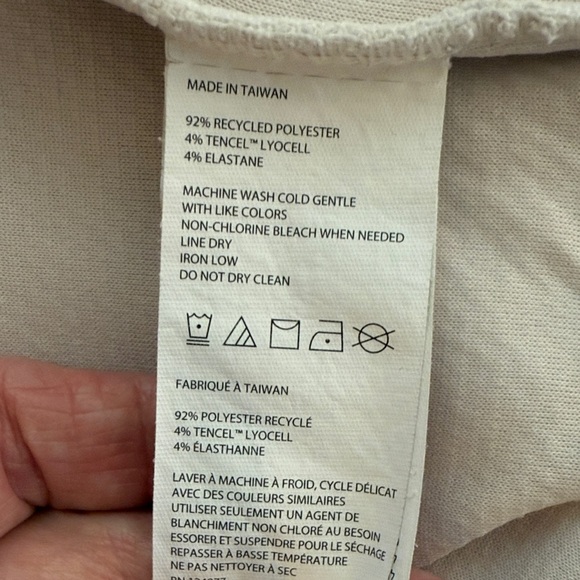 MADE IN TAIWAN
92% RECYCLED POLYESTER
4% TENCEL™ LYOCELL
4% ELASTANE
MACHINE WASH COLD GENTLE
WITH LIKE COLORS
NON-CHLORINE BLEACH WHEN NEEDED
LINE DRY
IRON LOW
DO NOT DRY CLEAN
FABRIQUÉ À TAIWAN
92% POLYESTER RECYCLÉ
4% TENCEL™ LYOCELL
4% ÉLASTHANNE
LAVER À MACHINE À FROID, CYCLE DÉLICAT
AVEC DES COULEURS SIMILAIRES
UTILISER SEULEMENT UN AGENT DE
BLANCHIMENT NON CHLORÉ AU BESOIN
ESSORER ET SUSPENDRE POUR LE SÉCHAGE
REPASSER À BASSE TEMPÉRATURE
NE PAS NETTOYER À SEC